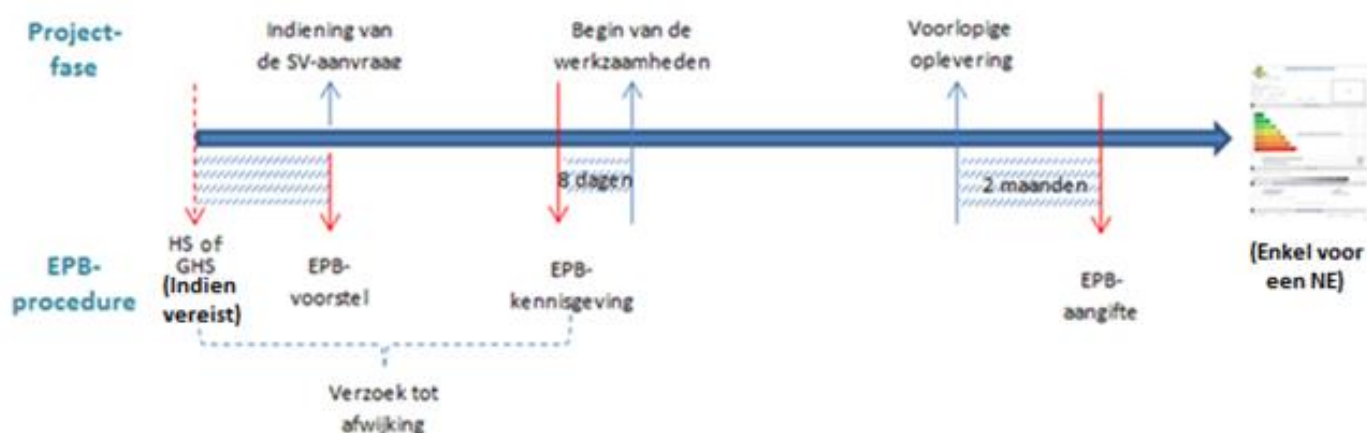 Project-
fase
Indiening van
de SV-aanvraag
Begin van de
werkzaamheden
Voorlopige
oplevering
8 dagen
2 maanden
EPB-
procedure
HS of
GHS
(Indien
vereist)
EPB-
voorstel
EPB-
kennisgeving
EPB-
aangifte
(Enkel voor
een NE)
Verzoek tot
afwijking